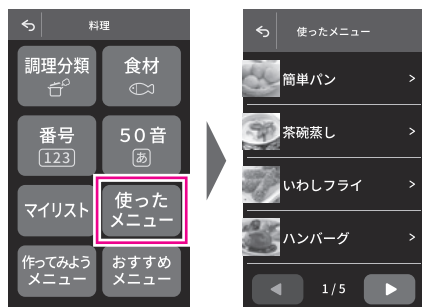 料理
調理分類
食材
番号
123
50音
あ
マイリスト
使った
メニュー
作ってみよう
メニュー
おすすめ
メニュー
使ったメニュー
簡単パン
茶碗蒸し
いわしフライ
ハンバーグ
1/5